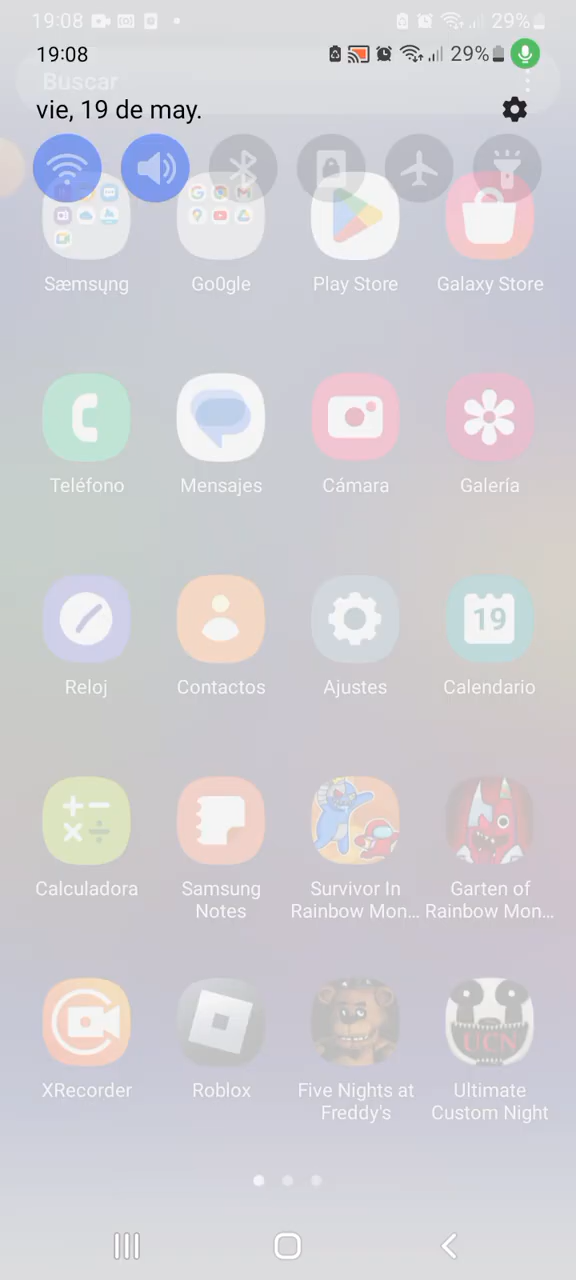 19:08 29%
19:08 29%
Buscar
vie, 19 de may.
Sæmsųng Go0gle Play Store Galaxy Store
Teléfono Mensajes Cámara Galería
19
Reloj Contactos Ajustes Calendario
Calculadora Samsung Notes Survivor In Rainbow Mon... Garten of Rainbow Mon...
UCN
XRecorder Roblox Five Nights at Freddy's Ultimate Custom Night